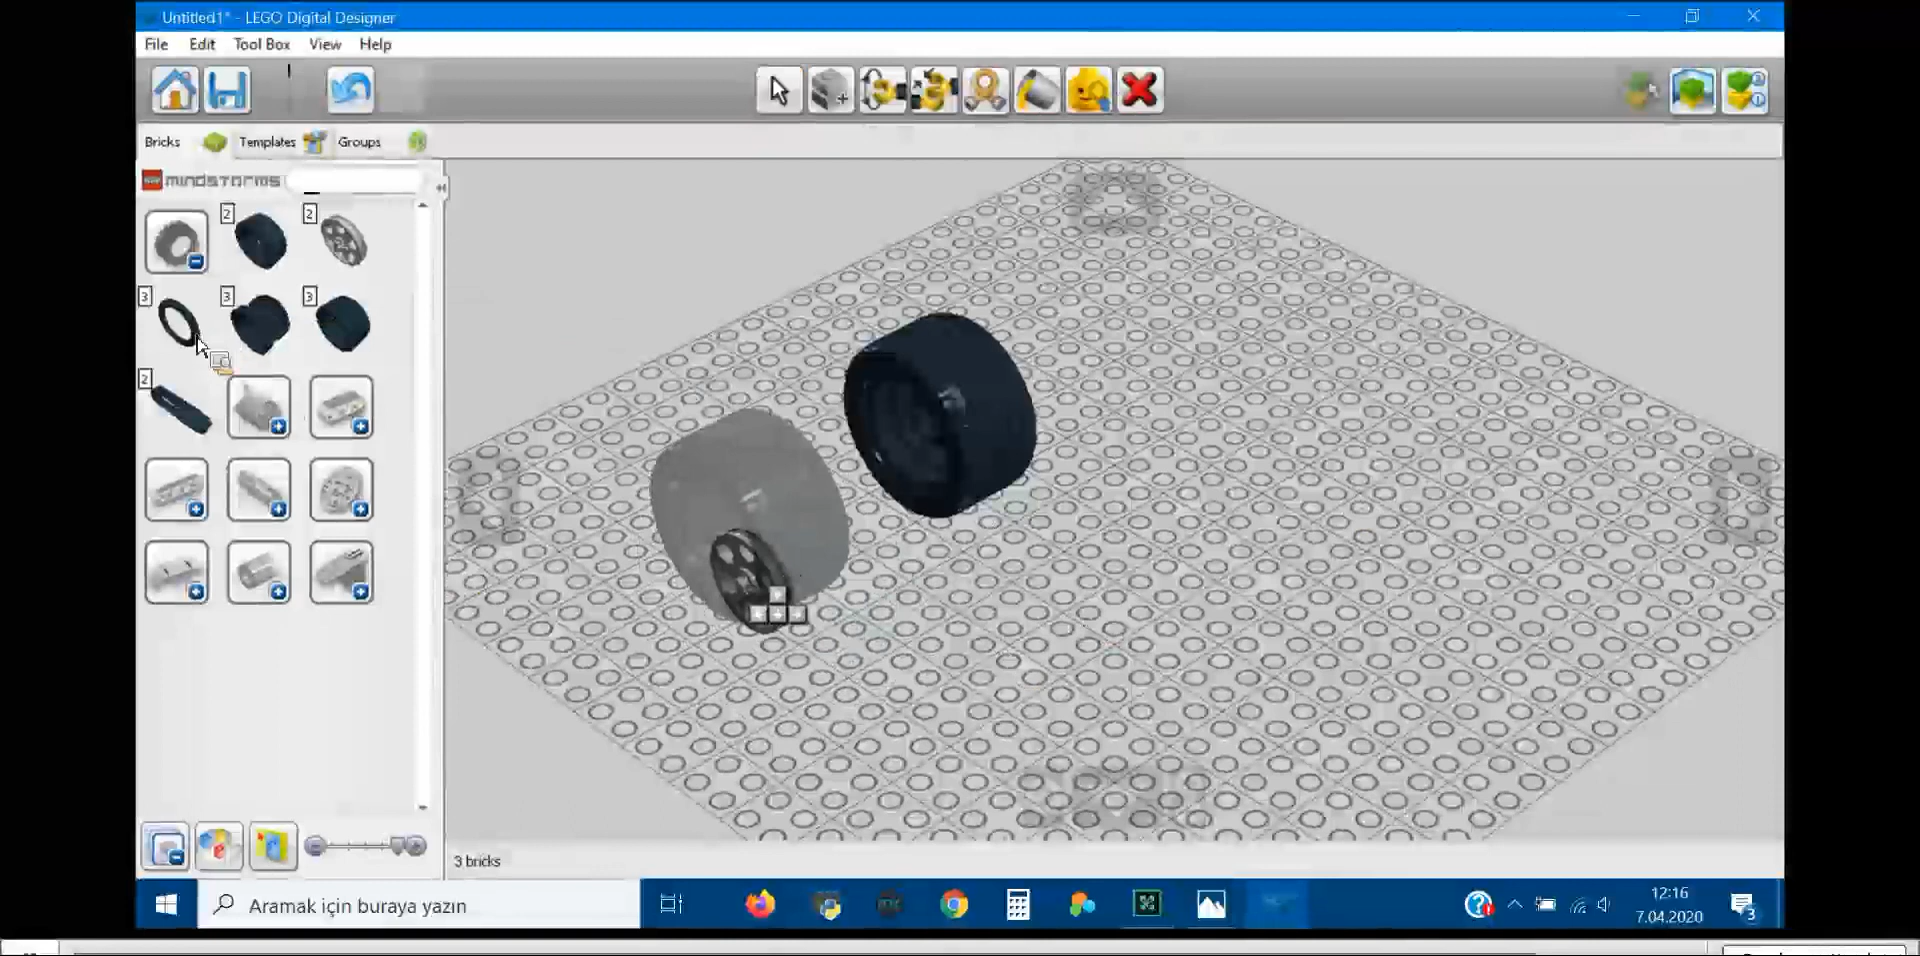 Untitled1* - LEGO Digital Designer
File Edit Tool Box View Help
Bricks Templates Groups
MINDSTORMS
2 2
3 3 3
2
3 bricks
Aramak için buraya yazın
12:16
7.04.2020
3